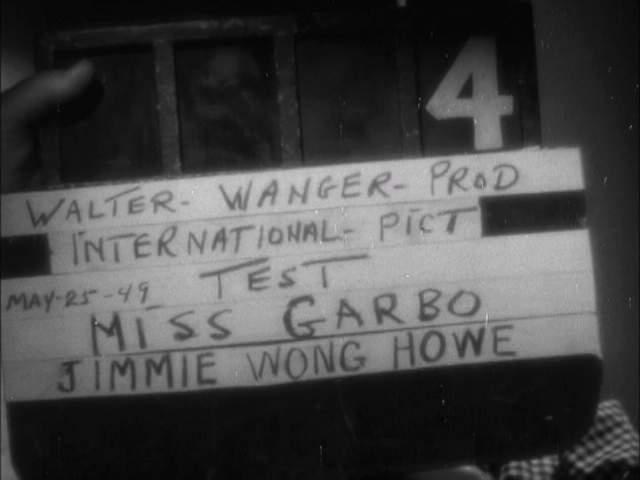 4
WALTER- WANGER- PROD
INTERNATIONAL- PICT
TEST
MAY-25-49
MISS GARBO
JIMMIE WONG HOWE